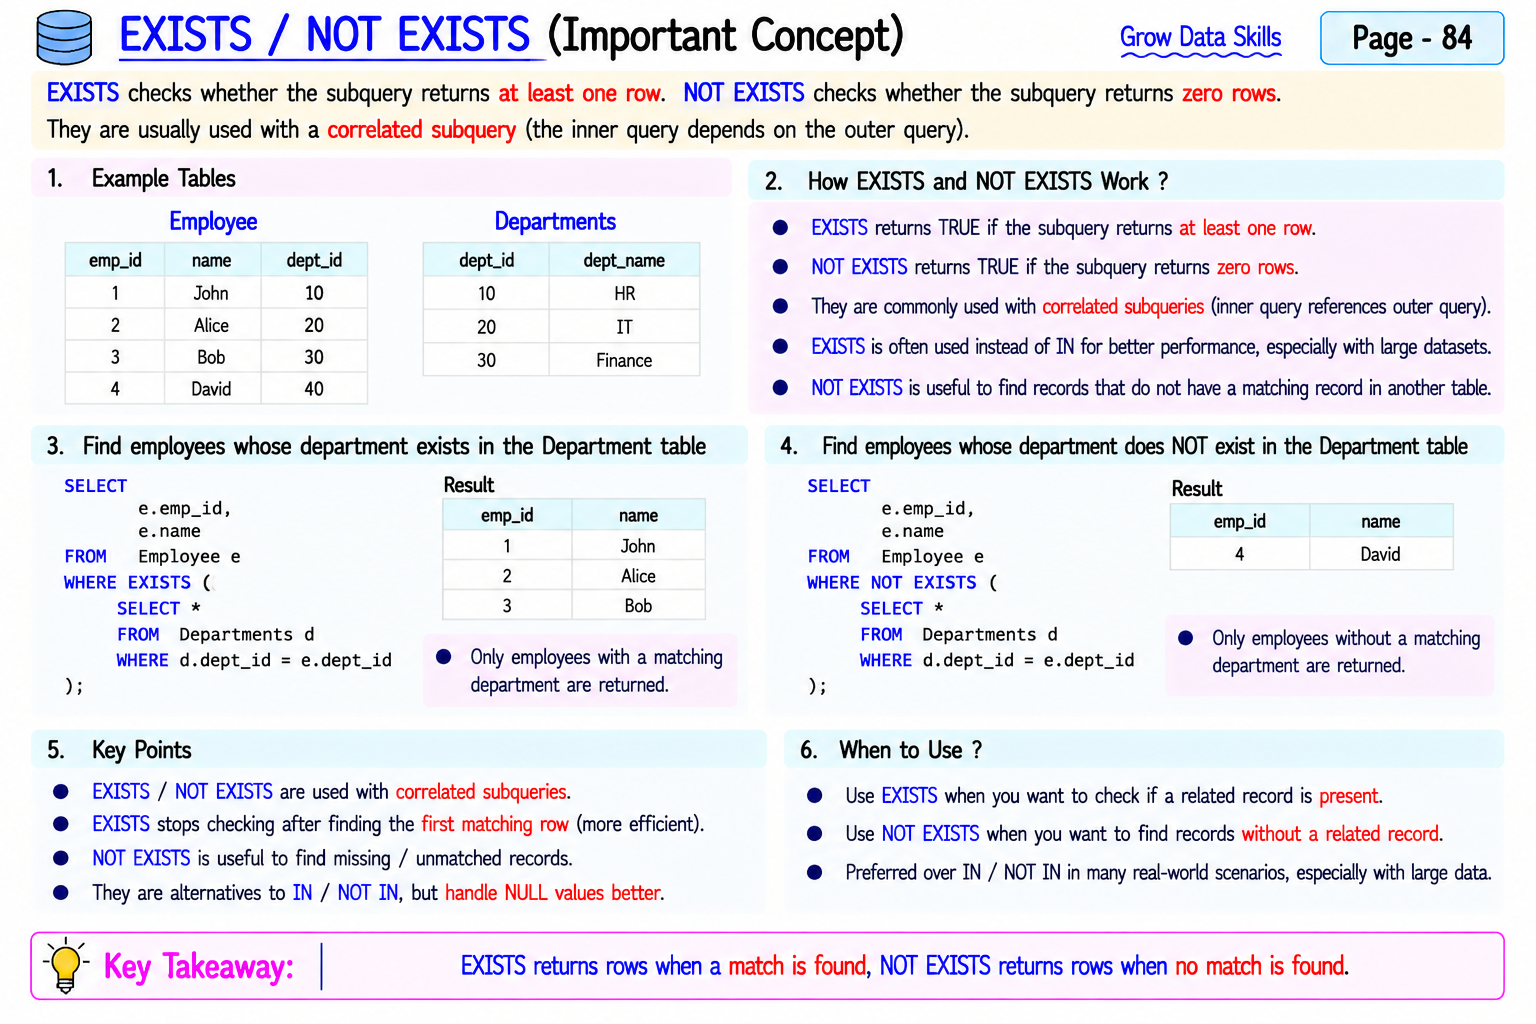 EXISTS / NOT EXISTS (Important Concept)
Grow Data Skills
Page - 84
EXISTS checks whether the subquery returns at least one row. NOT EXISTS checks whether the subquery returns zero rows.
They are usually used with a correlated subquery (the inner query depends on the outer query).
1. Example Tables
Employee
emp_id name dept_id
1 John 10
2 Alice 20
3 Bob 30
4 David 40
Departments
dept_id dept_name
10 HR
20 IT
30 Finance
2. How EXISTS and NOT EXISTS Work ?
● EXISTS returns TRUE if the subquery returns at least one row.
● NOT EXISTS returns TRUE if the subquery returns zero rows.
● They are commonly used with correlated subqueries (inner query references outer query).
● EXISTS is often used instead of IN for better performance, especially with large datasets.
● NOT EXISTS is useful to find records that do not have a matching record in another table.
3. Find employees whose department exists in the Department table
SELECT
e.emp_id,
e.name
FROM Employee e
WHERE EXISTS (
SELECT *
FROM Departments d
WHERE d.dept_id = e.dept_id
);
Result
emp_id name
1 John
2 Alice
3 Bob
● Only employees with a matching
department are returned.
4. Find employees whose department does NOT exist in the Department table
SELECT
e.emp_id,
e.name
FROM Employee e
WHERE NOT EXISTS (
SELECT *
FROM Departments d
WHERE d.dept_id = e.dept_id
);
Result
emp_id name
4 David
● Only employees without a matching
department are returned.
5. Key Points
● EXISTS / NOT EXISTS are used with correlated subqueries.
● EXISTS stops checking after finding the first matching row (more efficient).
● NOT EXISTS is useful to find missing / unmatched records.
● They are alternatives to IN / NOT IN, but handle NULL values better.
6. When to Use ?
● Use EXISTS when you want to check if a related record is present.
● Use NOT EXISTS when you want to find records without a related record.
● Preferred over IN / NOT IN in many real-world scenarios, especially with large data.
Key Takeaway:
EXISTS returns rows when a match is found, NOT EXISTS returns rows when no match is found.